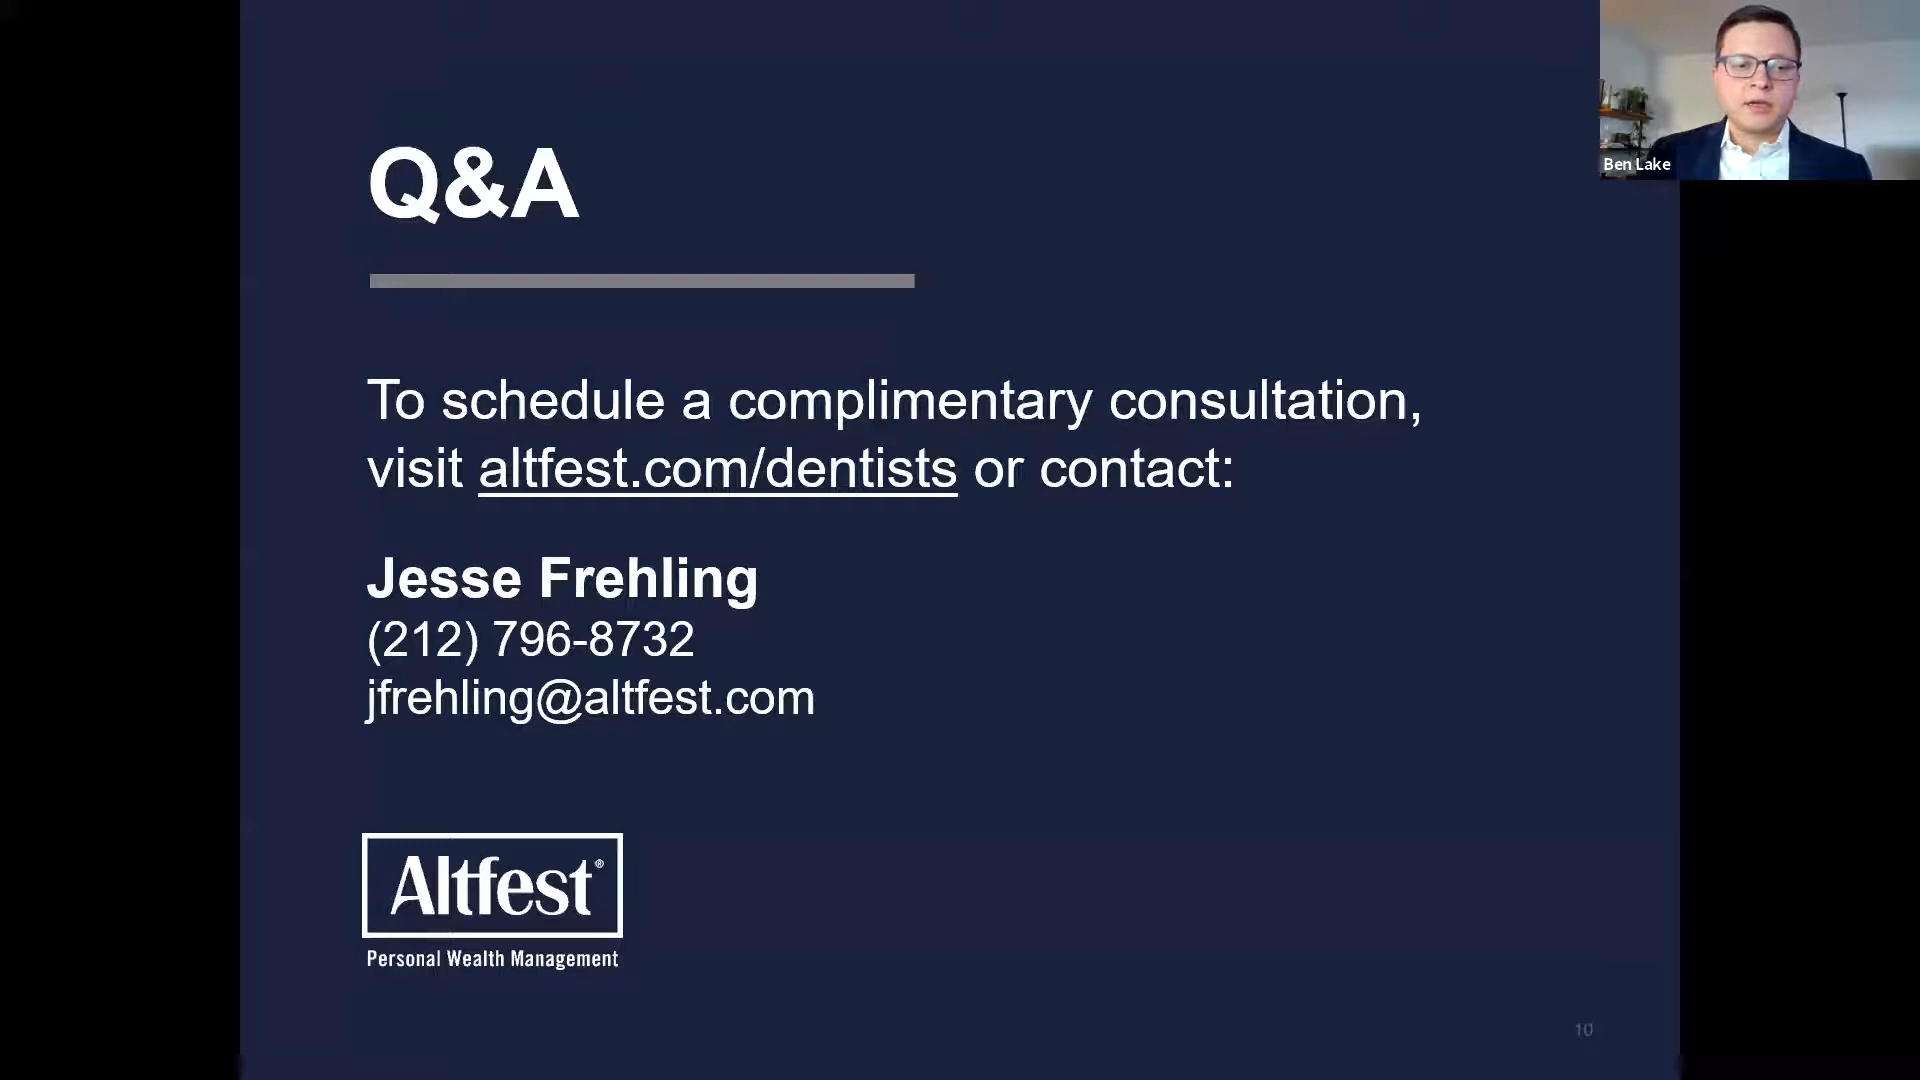 Q&A
To schedule a complimentary consultation,
visit altfest.com/dentists or contact:
Jesse Frehling
(212) 796-8732
jfrehling@altfest.com
Altfest®
Personal Wealth Management
10
Ben Lake